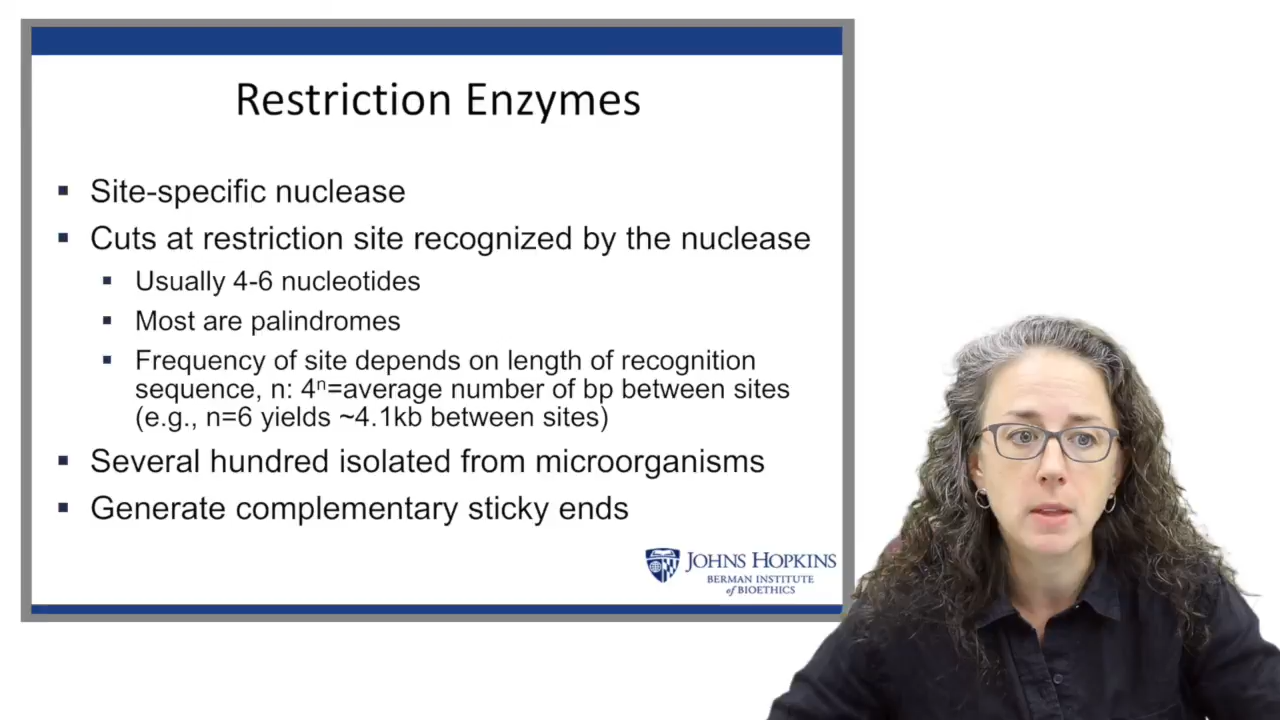 Restriction Enzymes
▪ Site-specific nuclease
▪ Cuts at restriction site recognized by the nuclease
▪ Usually 4-6 nucleotides
▪ Most are palindromes
▪ Frequency of site depends on length of recognition
sequence, n: 4ⁿ=average number of bp between sites
(e.g., n=6 yields ~4.1kb between sites)
▪ Several hundred isolated from microorganisms
▪ Generate complementary sticky ends
JOHNS HOPKINS
BERMAN INSTITUTE
of BIOETHICS